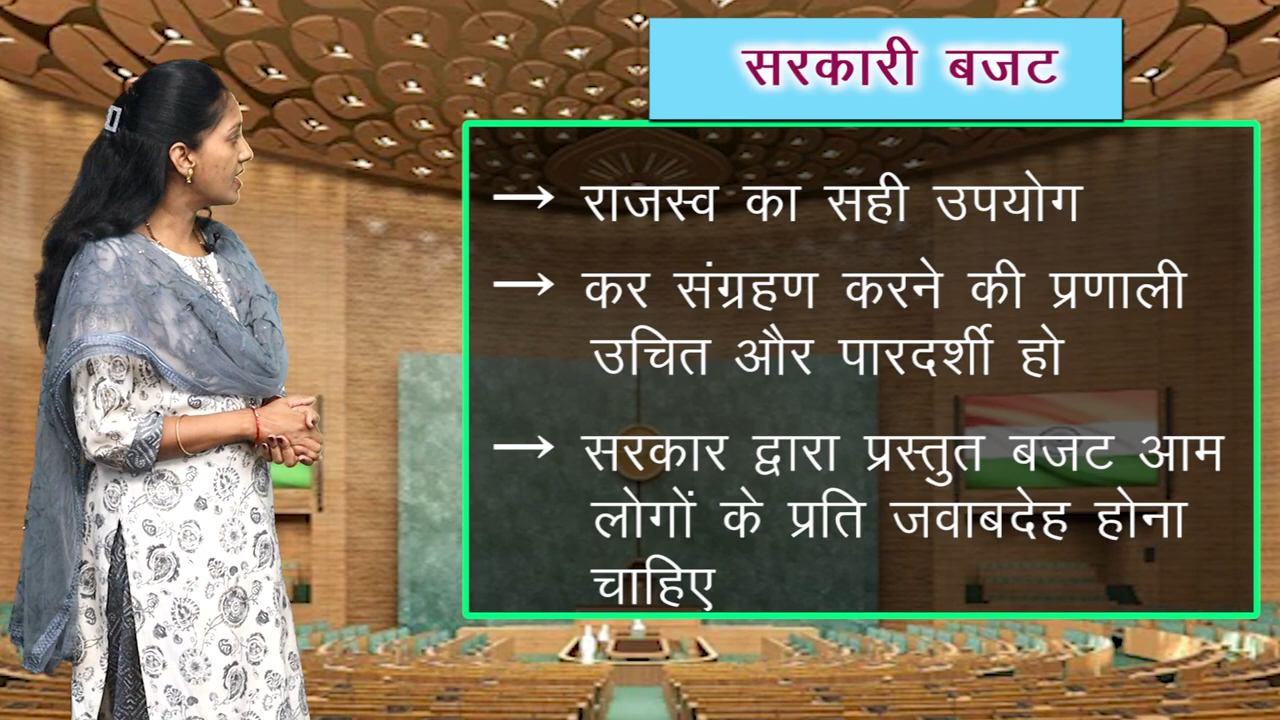 सरकारी बजट
→ राजस्व का सही उपयोग
→ कर संग्रहण करने की प्रणाली
उचित और पारदर्शी हो
→ सरकार द्वारा प्रस्तुत बजट आम
लोगों के प्रति जवाबदेह होना
चाहिए